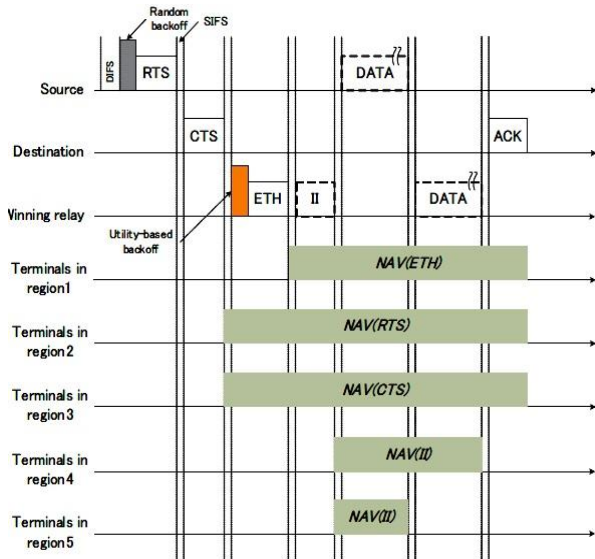 Random
backoff
SIFS
DIFS
RTS
DATA
Source
CTS
ACK
Destination
ETH
II
DATA
Winning relay
Utility-based
backoff
NAV(ETH)
Terminals in
region1
NAV(RTS)
Terminals in
region2
NAV(CTS)
Terminals in
region3
NAV(II)
Terminals in
region4
NAV(II)
Terminals in
region5